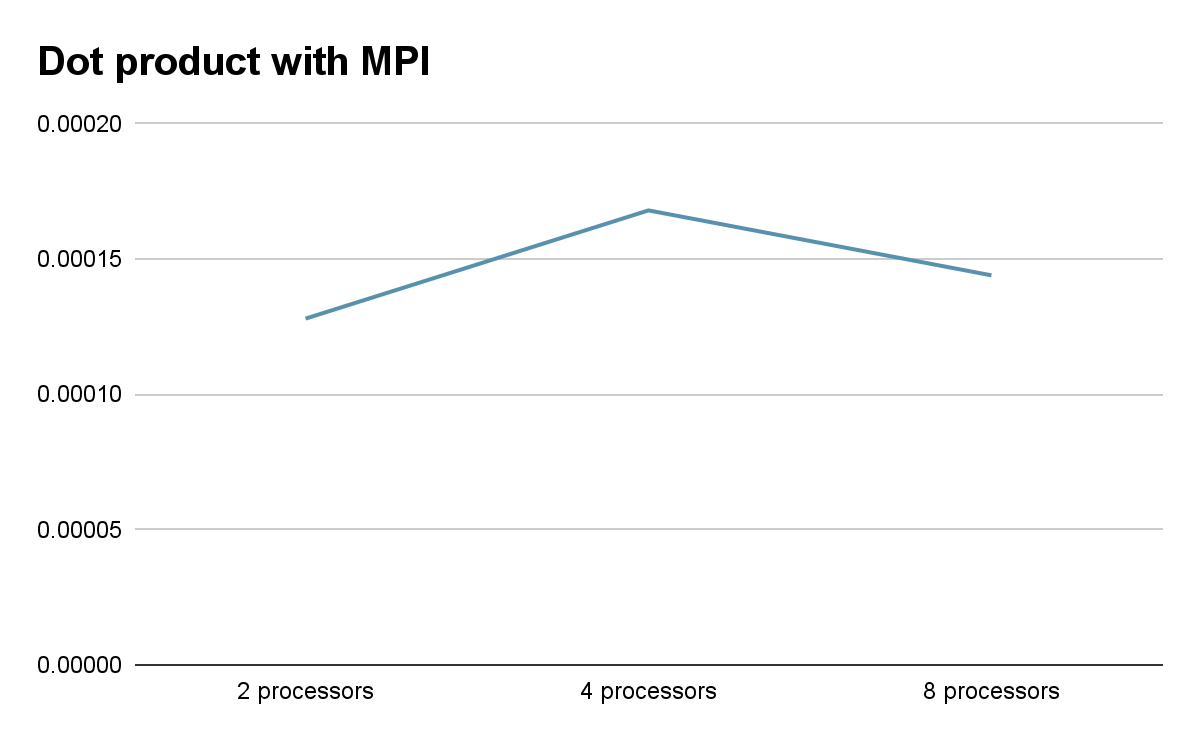 Dot product with MPI
0.00020
0.00015
0.00010
0.00005
0.00000
2 processors
4 processors
8 processors